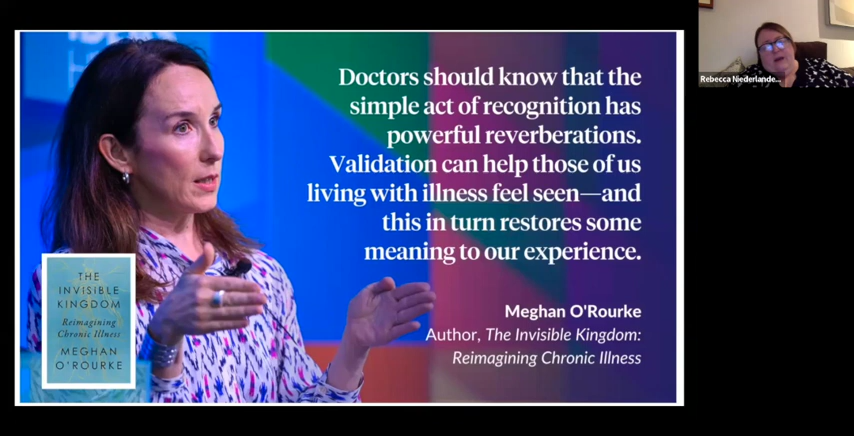 Doctors should know that the
simple act of recognition has
powerful reverberations.
Validation can help those of us
living with illness feel seen—and
this in turn restores some
meaning to our experience.
Meghan O'Rourke
Author, The Invisible Kingdom:
Reimagining Chronic Illness
THE
INVISIBLE
KINGDOM
Reimagining
Chronic Illness
MEGHAN
O'ROURKE
Rebecca Niederlande...